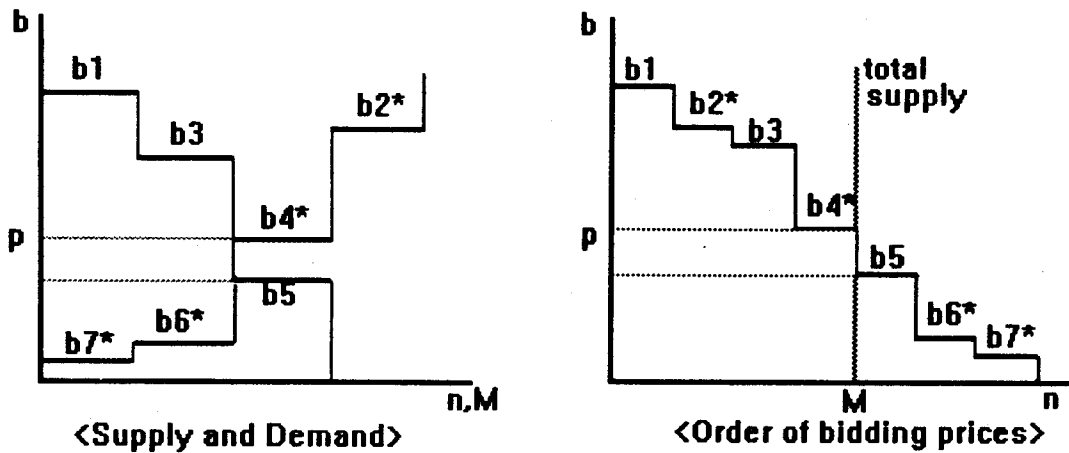 b
b1
b3
b2*
b4*
p
b5
b6*
b7*
n,M
<Supply and Demand>
b
b1
b2*
b3
total
supply
b4*
p
b5
b6*
b7*
M
n
<Order of bidding prices>